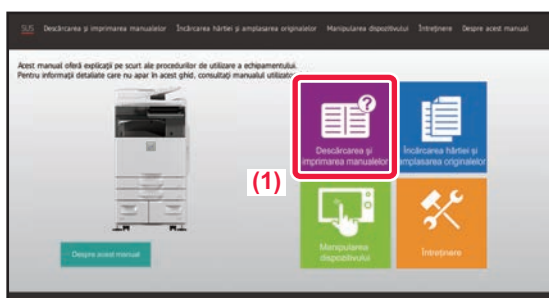 SUS Descărcarea și imprimarea manualelor Încărcarea hârtiei și amplasarea originalelor Manipularea dispozitivului Întreținere Despre acest manual
Acest manual oferă explicații pe scurt ale procedurilor de utilizare a echipamentului.
Pentru informații detaliate care nu apar în acest ghid, consultați manualul
Descărcarea și
imprimarea manualelor
Încărcarea hârtiei și
amplasarea originalelor
(1)
Manipularea
dispozitivului
Întreținere
Despre acest manual